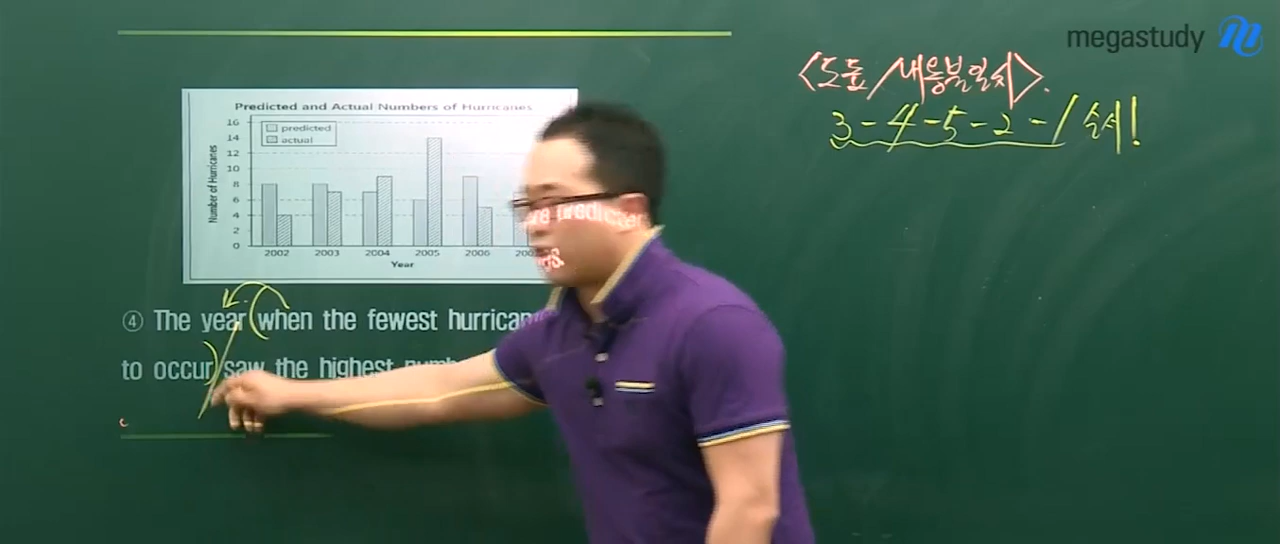 megastudy
<도표/내용불일치>.
3-4-5-2-1 순서!
Predicted and Actual Numbers of Hurricanes
predicted
actual
16
14
12
10
8
6
4
2
0
Number of Hurricanes
2002 2003 2004 2005 2006
Year
are predicted
④ The year (when the fewest
to occur) saw the highest